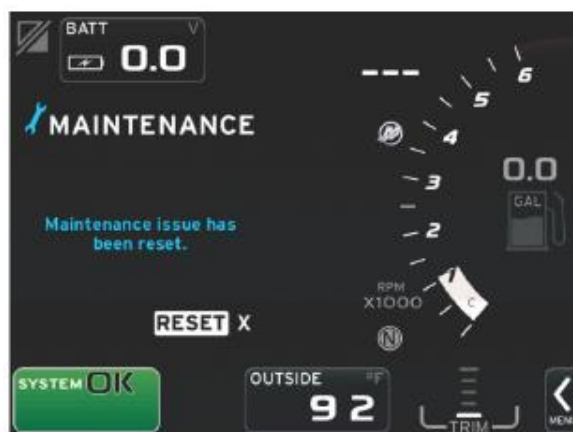 BATT V
0.0
MAINTENANCE
Maintenance issue has
been reset.
RESET X
SYSTEM OK
OUTSIDE °F
92
---
6
5
4
3
2
1
C
RPM
X1000
N
0.0
GAL
TRIM
MENU